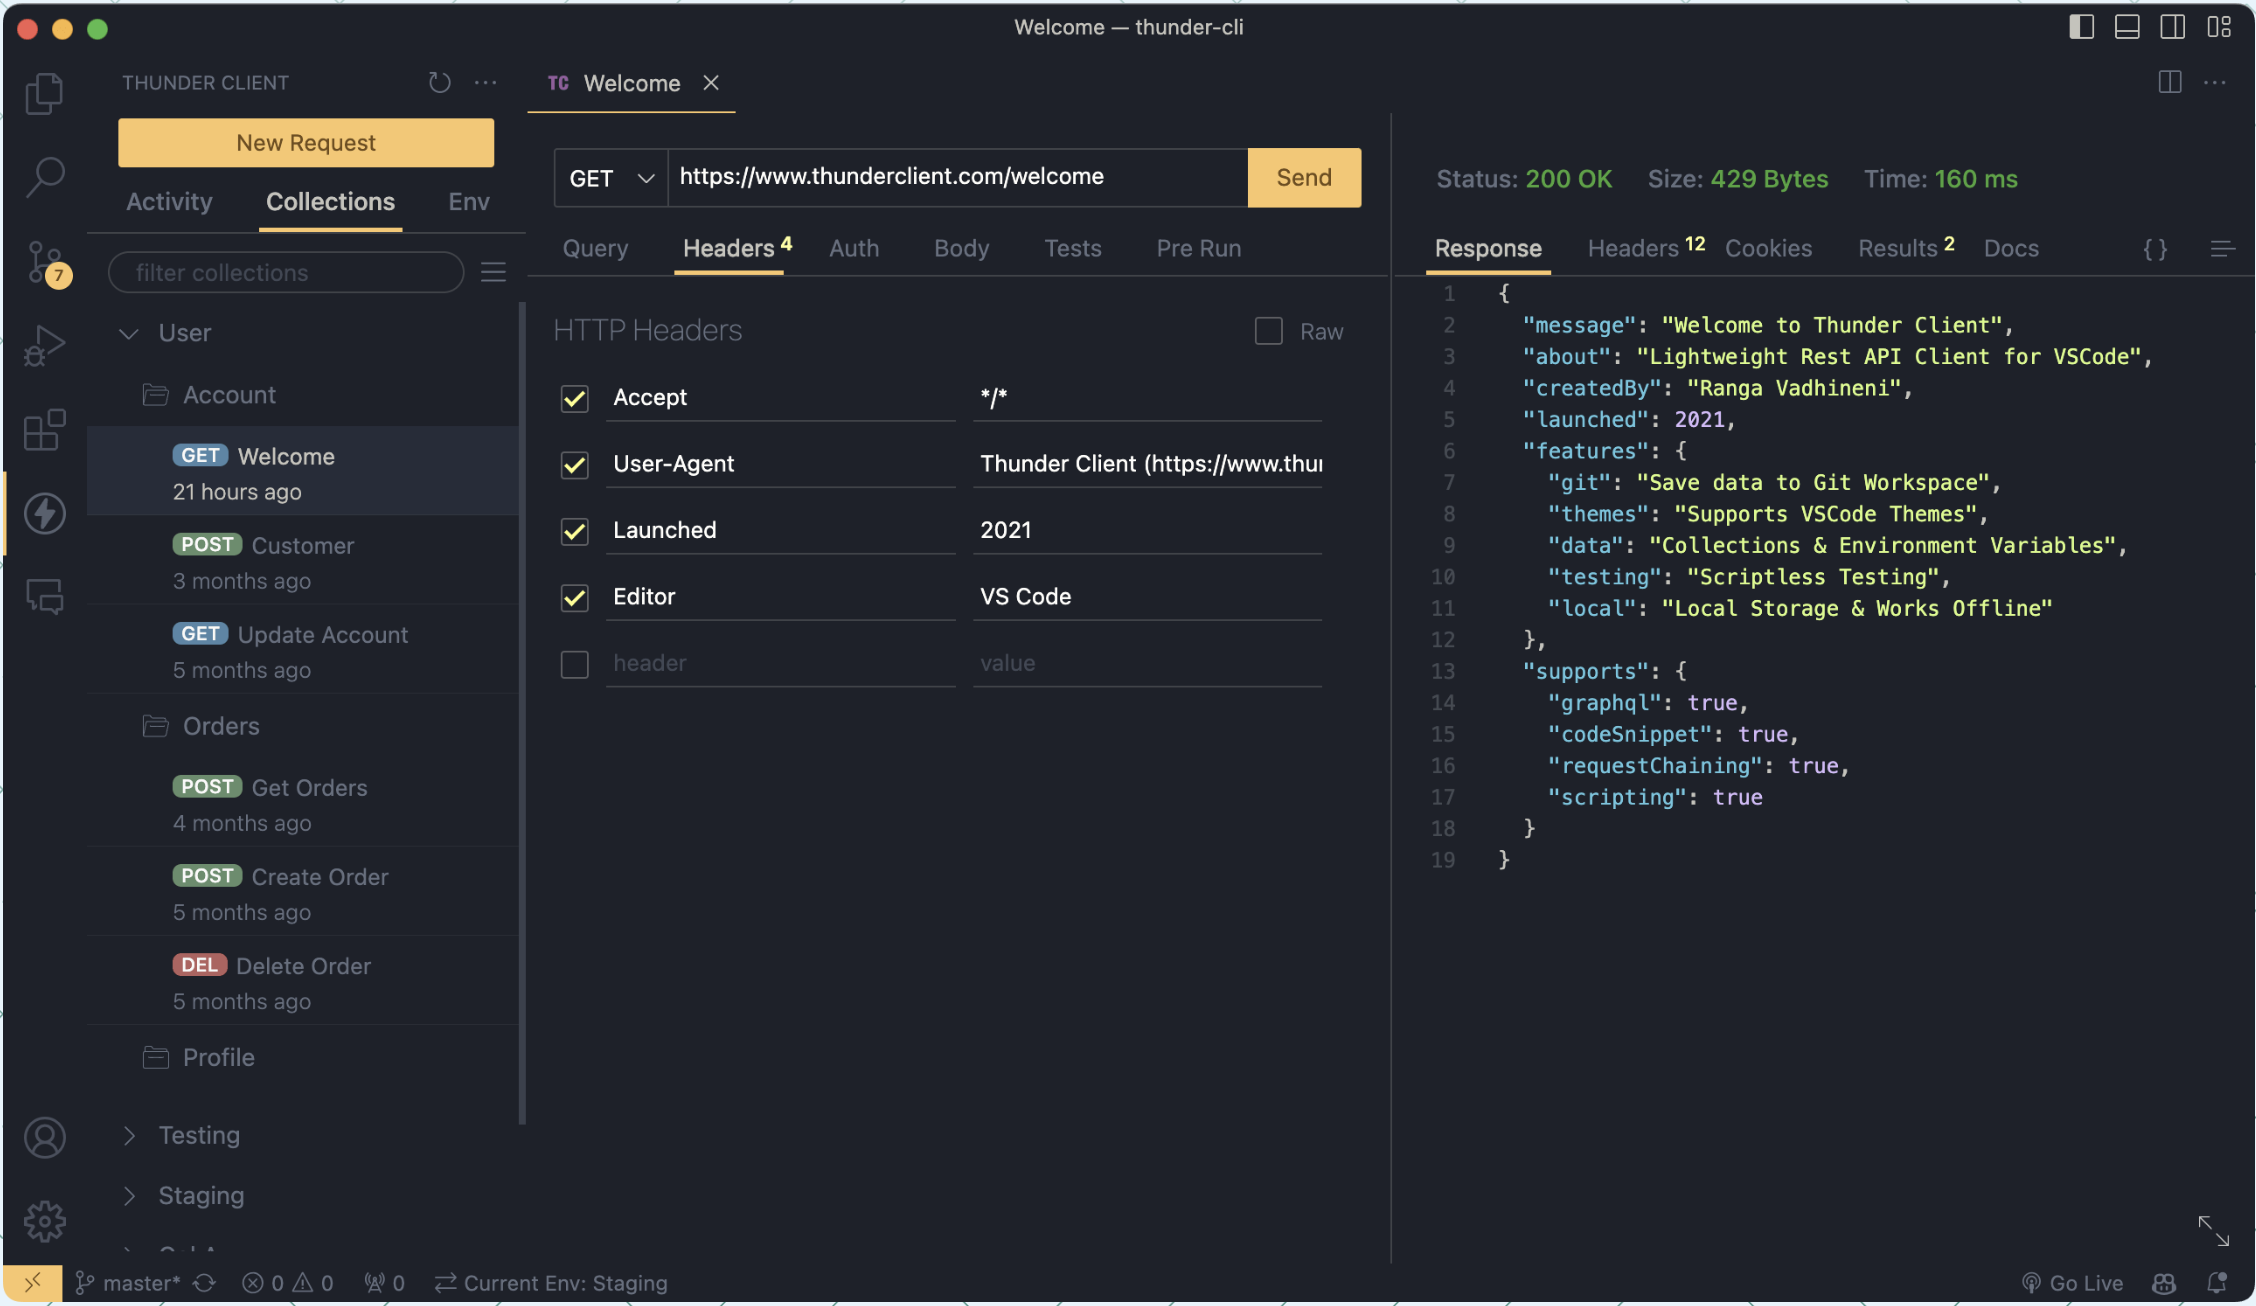 Welcome — thunder-cli
THUNDER CLIENT
New Request
Activity Collections Env
filter collections
7
User
Account
GET Welcome
21 hours ago
POST Customer
3 months ago
GET Update Account
5 months ago
Orders
POST Get Orders
4 months ago
POST Create Order
5 months ago
DEL Delete Order
5 months ago
Profile
Testing
Staging
TC Welcome
GET https://www.thunderclient.com/welcome Send
Query Headers 4 Auth Body Tests Pre Run
HTTP Headers Raw
Accept */*
User-Agent Thunder Client (https://www.thu
Launched 2021
Editor VS Code
header value
Status: 200 OK Size: 429 Bytes Time: 160 ms
Response Headers 12 Cookies Results 2 Docs {}
1 {
2 "message": "Welcome to Thunder Client",
3 "about": "Lightweight Rest API Client for VSCode",
4 "createdBy": "Ranga Vadhineni",
5 "launched": 2021,
6 "features": {
7 "git": "Save data to Git Workspace",
8 "themes": "Supports VSCode Themes",
9 "data": "Collections & Environment Variables",
10 "testing": "Scriptless Testing",
11 "local": "Local Storage & Works Offline"
12 },
13 "supports": {
14 "graphql": true,
15 "codeSnippet": true,
16 "requestChaining": true,
17 "scripting": true
18 }
19 }
master* 0 0 0 Current Env: Staging Go Live